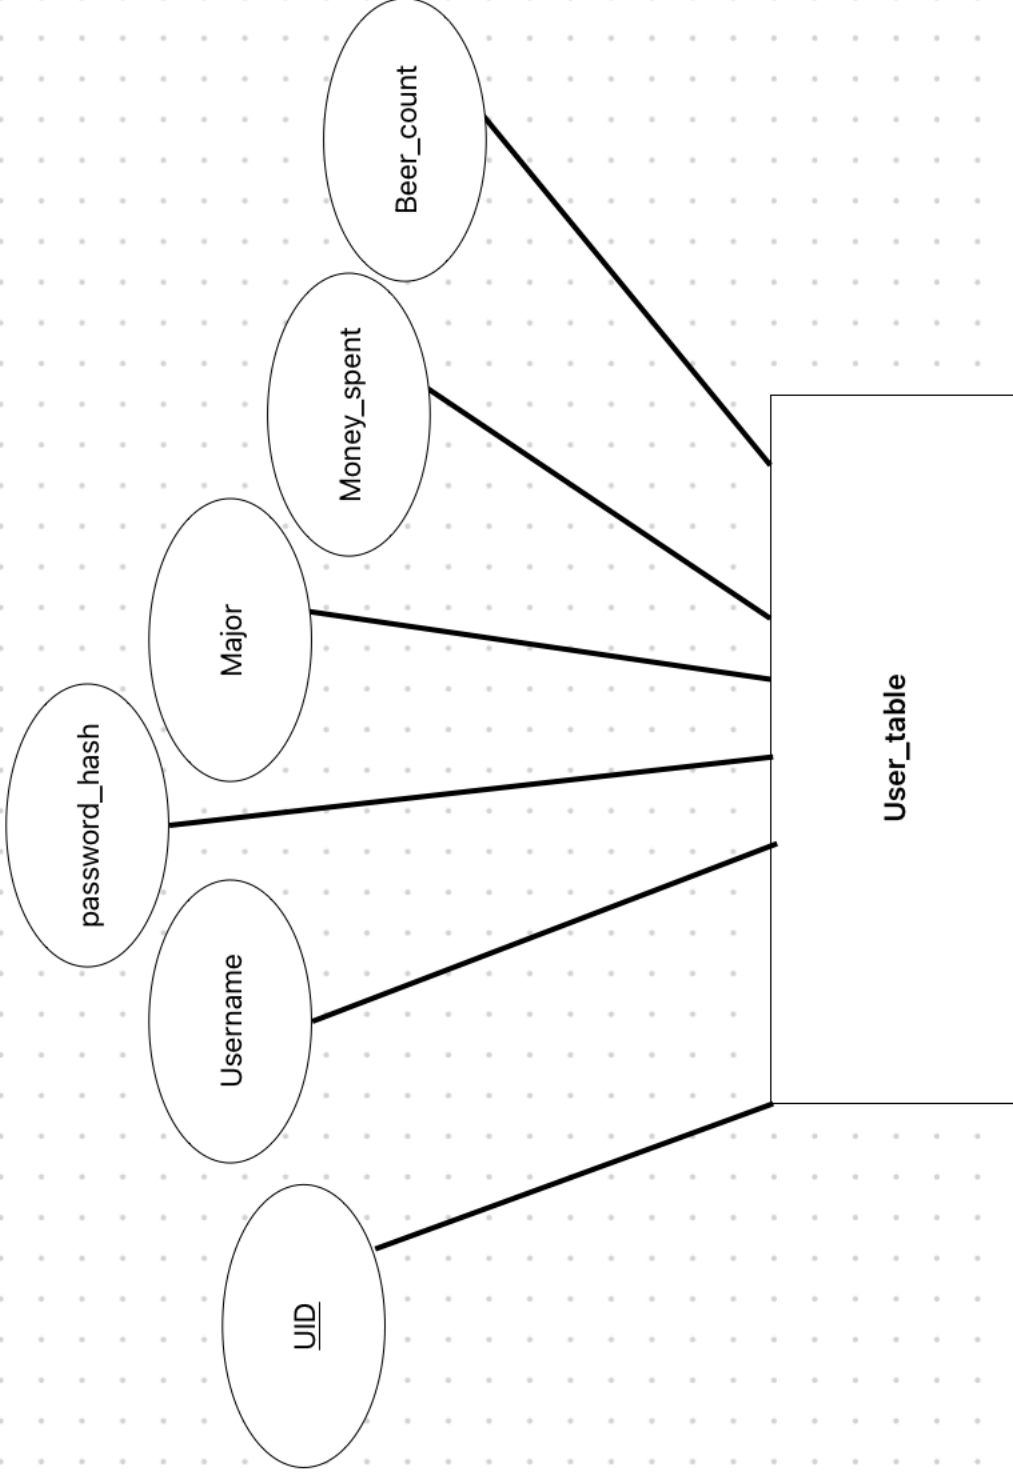 UID
Username
password_hash
Major
Money_spent
Beer_count
User_table